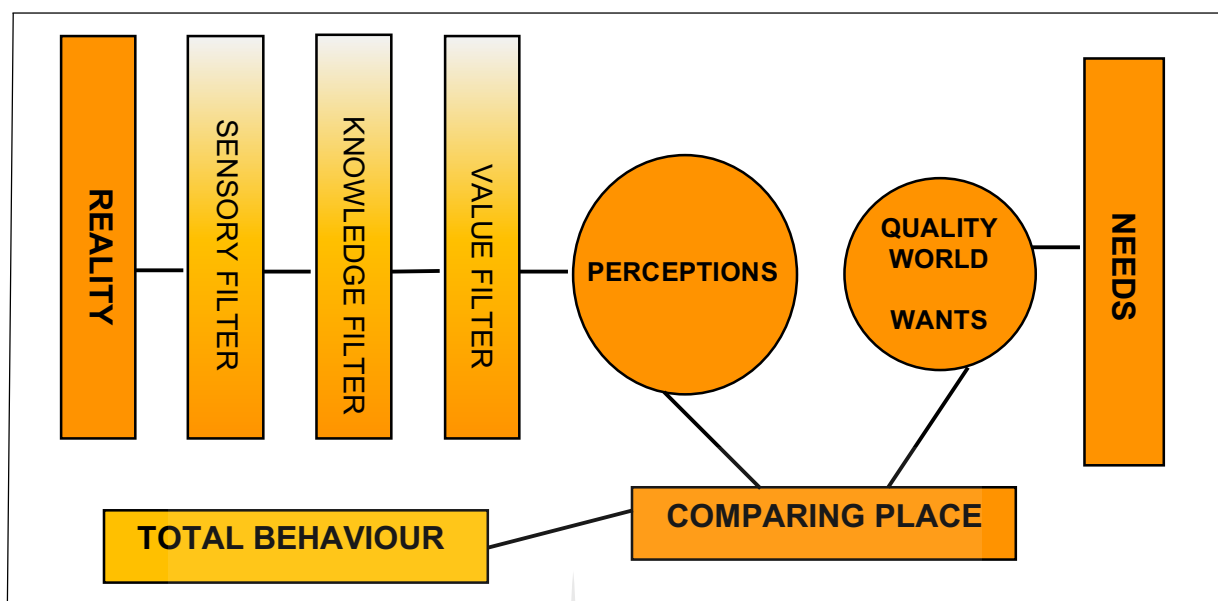 REALITY
SENSORY FILTER
KNOWLEDGE FILTER
VALUE FILTER
PERCEPTIONS
QUALITY
WORLD
WANTS
NEEDS
TOTAL BEHAVIOUR
COMPARING PLACE